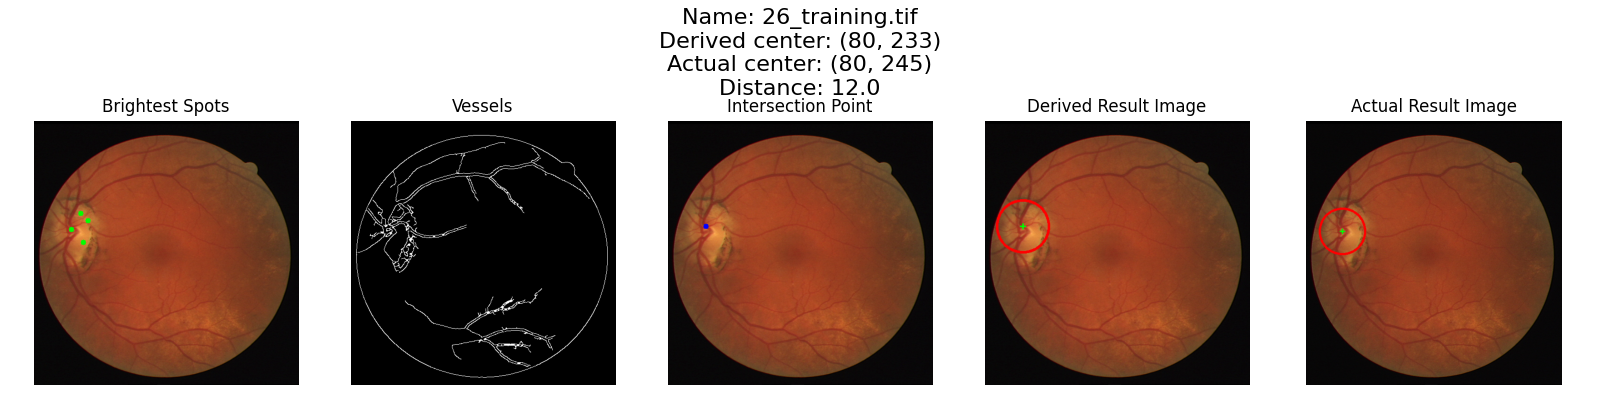 Name: 26_training.tif
Derived center: (80, 233)
Actual center: (80, 245)
Distance: 12.0
Brightest Spots
Vessels
Intersection Point
Derived Result Image
Actual Result Image